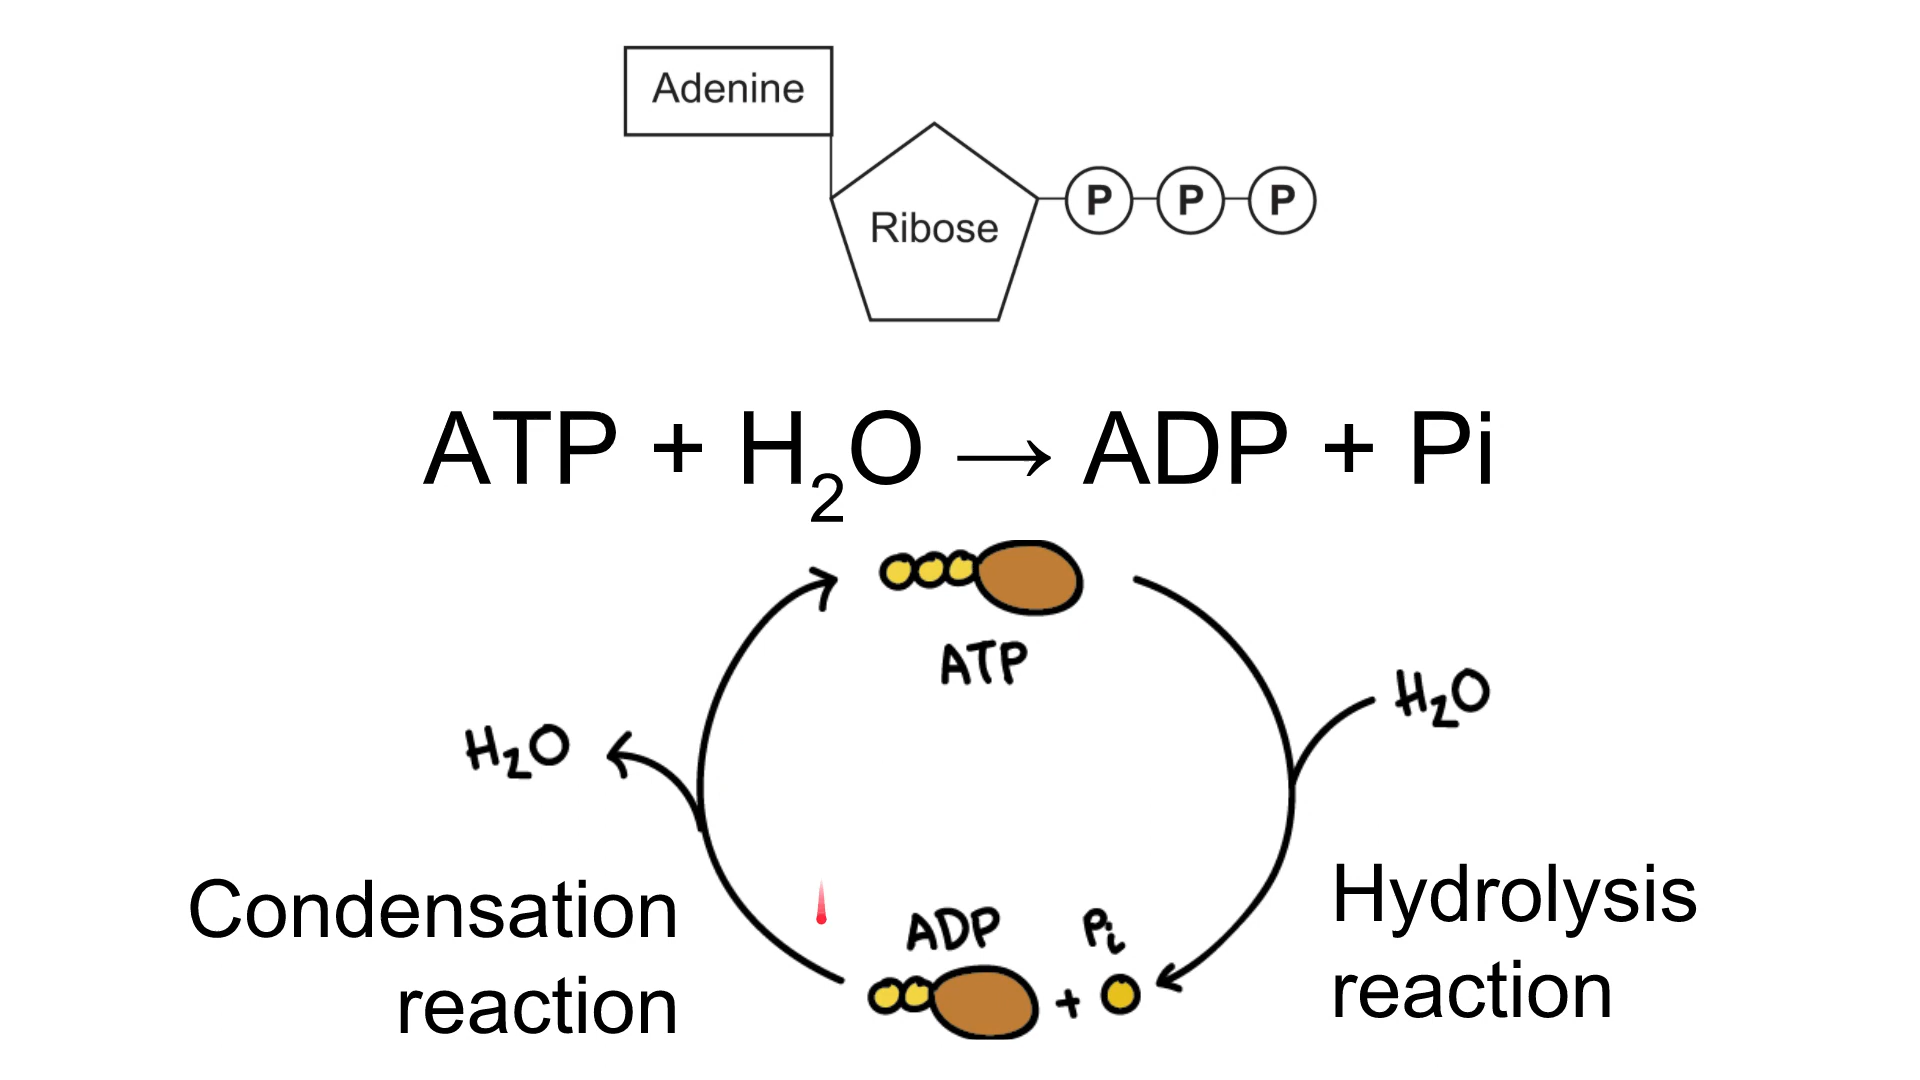 Adenine
Ribose
P P P
ATP + H₂O → ADP + Pi
ATP
H₂O
H₂O
Condensation
reaction
ADP Pi
+
Hydrolysis
reaction